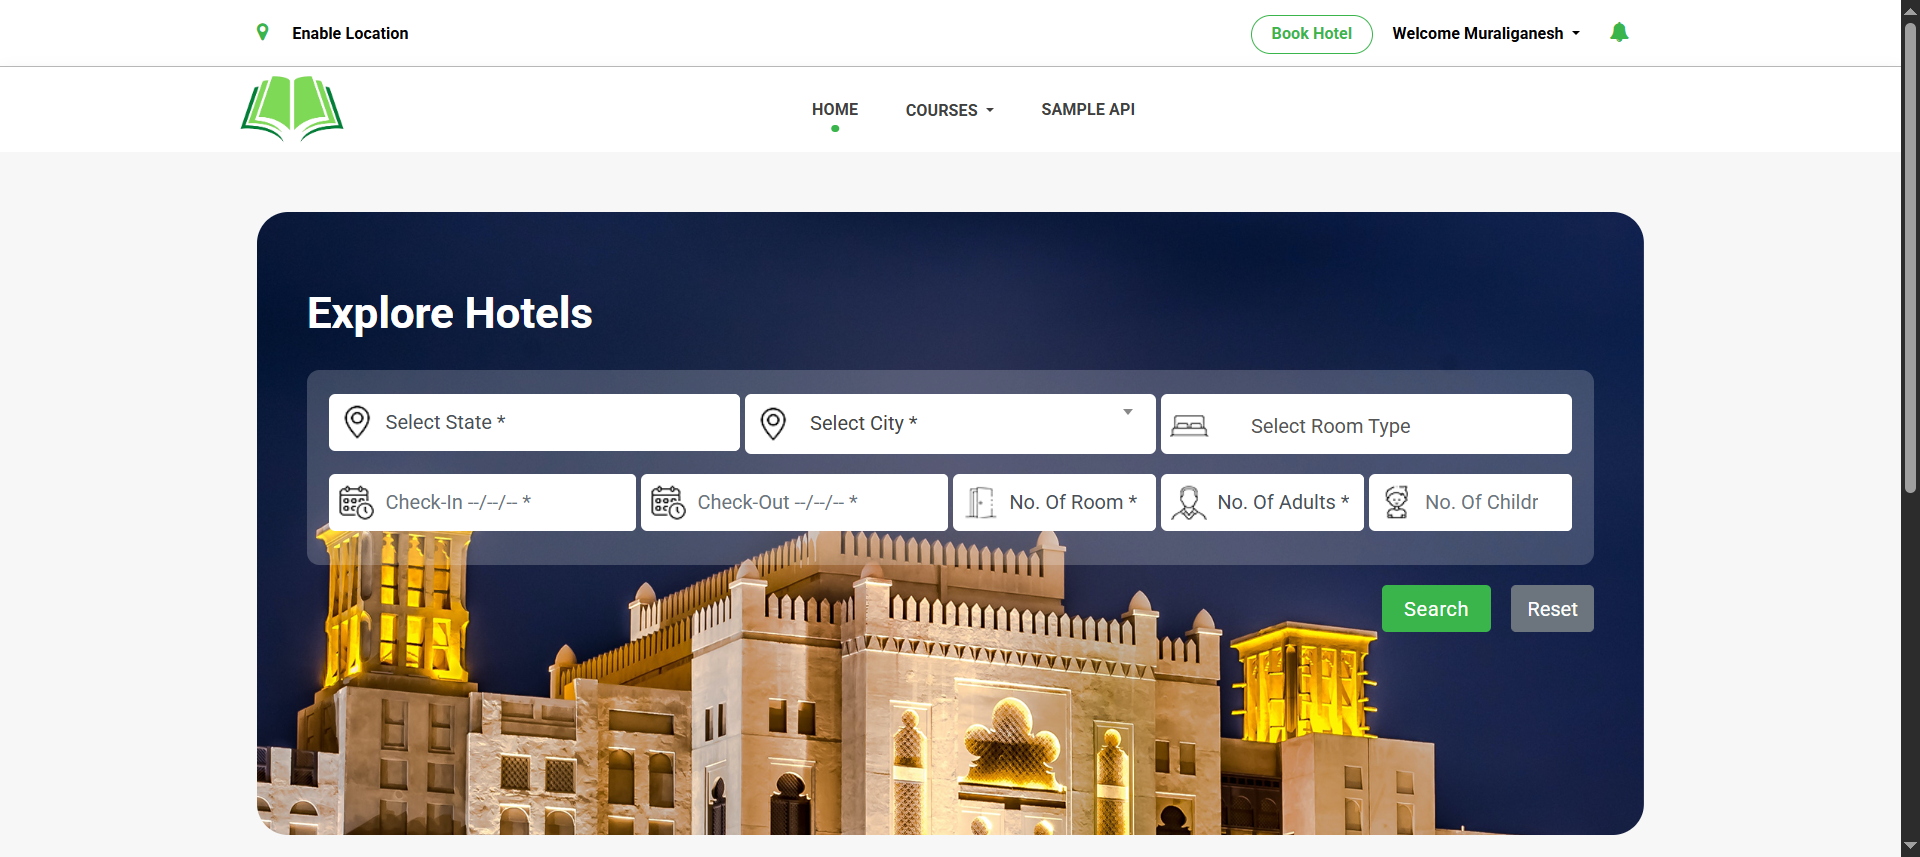 Enable Location
Book Hotel
Welcome Muraliganesh
HOME
COURSES
SAMPLE API
Explore Hotels
Select State *
Select City *
Select Room Type
Check-In --/--/-- *
Check-Out --/--/-- *
No. Of Room *
No. Of Adults *
No. Of Childr
Search
Reset